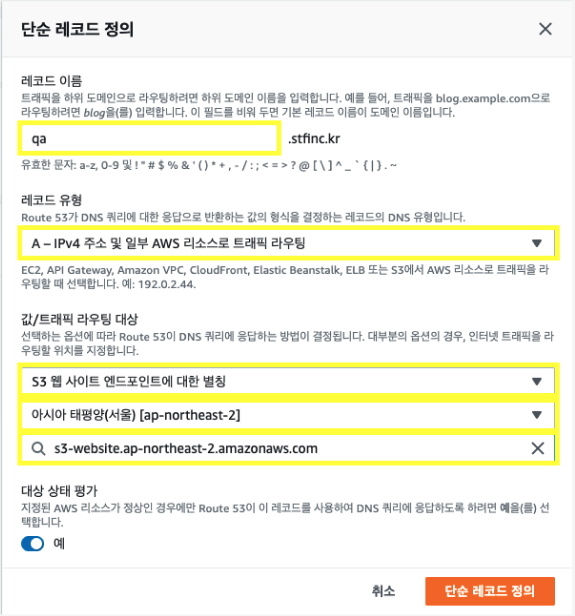 단순 레코드 정의
레코드 이름
트래픽을 하위 도메인으로 라우팅하려면 하위 도메인 이름을 입력합니다. 예를 들어, 트래픽을 blog.example.com으로
라우팅하려면 blog을(를) 입력합니다. 이 필드를 비워 두면 기본 레코드 이름이 도메인 이름입니다.
qa .stfinc.kr
유효한 문자: a-z, 0-9 및 ! " # $ % & ' ( ) * + , - / : ; < = > ? @ [ \ ] ^ _ ` { | } . ~
레코드 유형
Route 53가 DNS 쿼리에 대한 응답으로 반환하는 값의 형식을 결정하는 레코드의 DNS 유형입니다.
A – IPv4 주소 및 일부 AWS 리소스로 트래픽 라우팅
EC2, API Gateway, Amazon VPC, CloudFront, Elastic Beanstalk, ELB 또는 S3에서 AWS 리소스로 트래픽을 라
우팅할 때 선택합니다. 예: 192.0.2.44.
값/트래픽 라우팅 대상
선택하는 옵션에 따라 Route 53이 DNS 쿼리에 응답하는 방법이 결정됩니다. 대부분의 옵션의 경우, 인터넷 트래픽을 라
우팅할 위치를 지정합니다.
S3 웹 사이트 엔드포인트에 대한 별칭
아시아 태평양(서울) [ap-northeast-2]
s3-website.ap-northeast-2.amazonaws.com
대상 상태 평가
지정된 AWS 리소스가 정상인 경우에만 Route 53이 이 레코드를 사용하여 DNS 쿼리에 응답하도록 하려면 예을(를) 선
택합니다.
예
취소
단순 레코드 정의